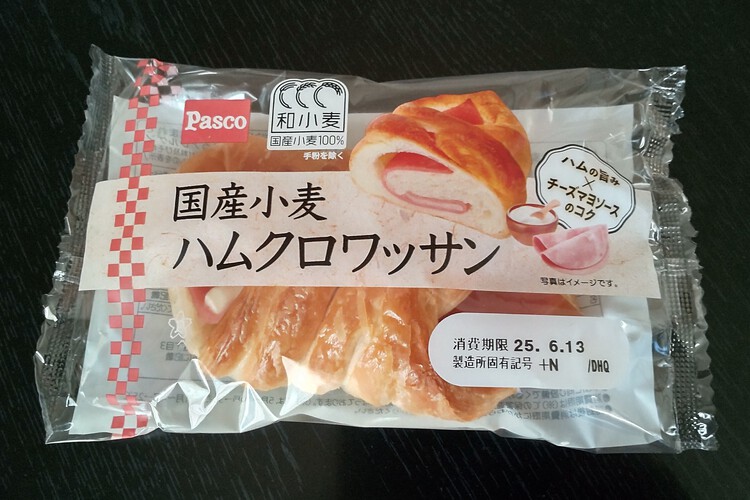 Pasco
和小麦
国産小麦100%
手粉を除く
国産小麦
ハムクロワッサン
ハムの旨み
×
チーズマヨソース
のコク
写真はイメージです。
消費期限 25. 6.13
製造所固有記号 +N /DHQ